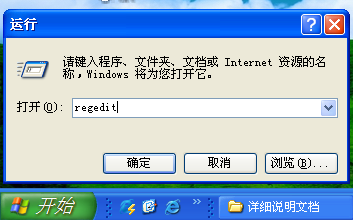 运行
请键入程序、文件夹、文档或 Internet 资源的名
称，Windows 将为您打开它。
打开(O): regedit
确定 取消 浏览(B)...
开始 详细说明文档